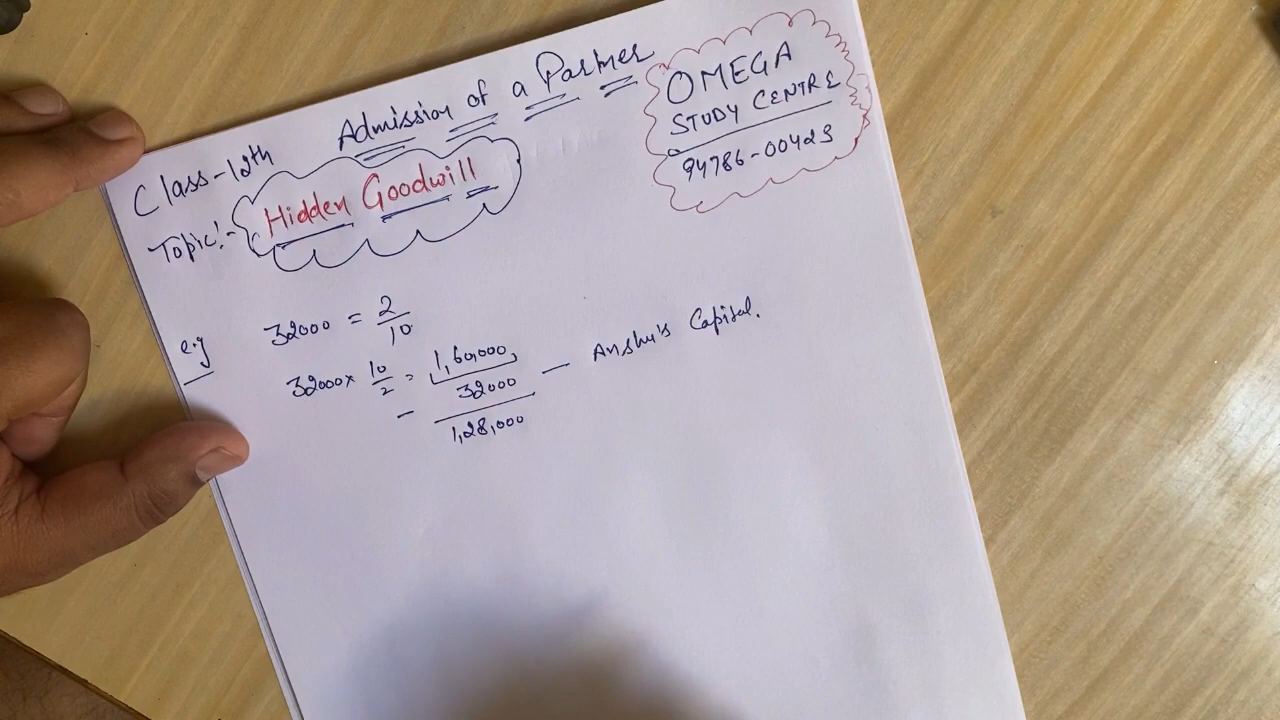 Admission of a Partner
OMEGA
STUDY CENTRE
94786-00423
Class-12th
Topic:- Hidden Goodwill
e.g 32000 = 2/10
32000 x 10/2 = 1,60,000, — Anshu's Capital.
- 32000
1,28,000